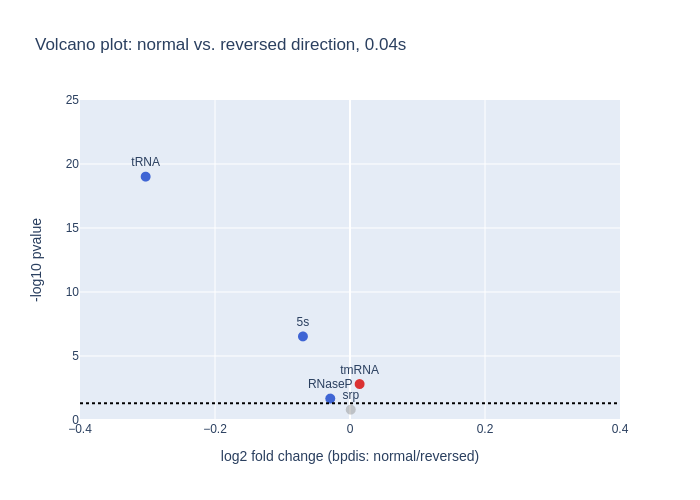 Volcano plot: normal vs. reversed direction, 0.04s
25
20
15
10
5
0
-log10 pvalue
tRNA
5s
tmRNA
RNaseP
srp
−0.4
−0.2
0
0.2
0.4
log2 fold change (bpdis: normal/reversed)